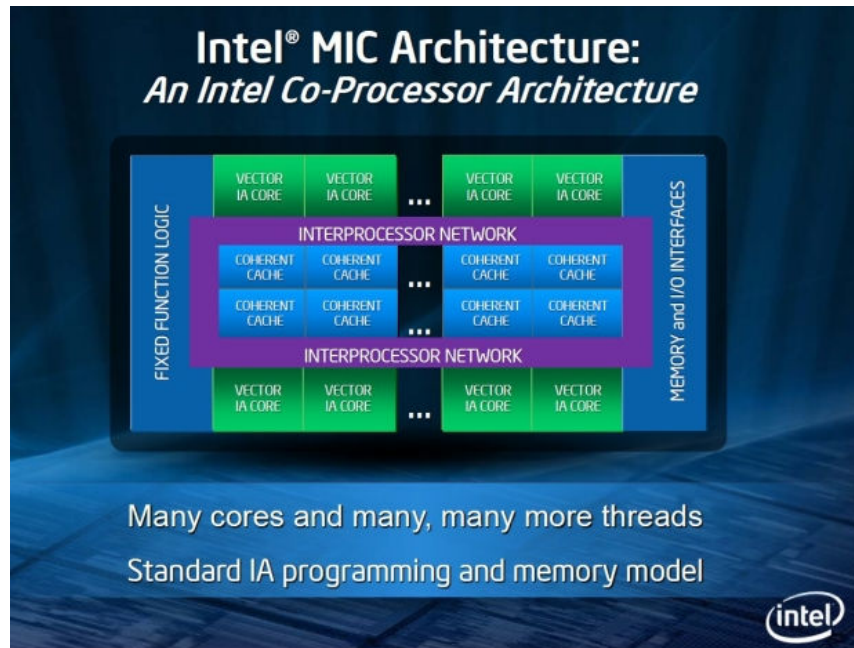 Intel® MIC Architecture:
An Intel Co-Processor Architecture
FIXED FUNCTION LOGIC
VECTOR IA CORE
VECTOR IA CORE
...
VECTOR IA CORE
VECTOR IA CORE
INTERPROCESSOR NETWORK
COHERENT CACHE
COHERENT CACHE
...
COHERENT CACHE
COHERENT CACHE
COHERENT CACHE
COHERENT CACHE
...
COHERENT CACHE
COHERENT CACHE
INTERPROCESSOR NETWORK
VECTOR IA CORE
VECTOR IA CORE
...
VECTOR IA CORE
VECTOR IA CORE
MEMORY and I/O INTERFACES
Many cores and many, many more threads
Standard IA programming and memory model
intel